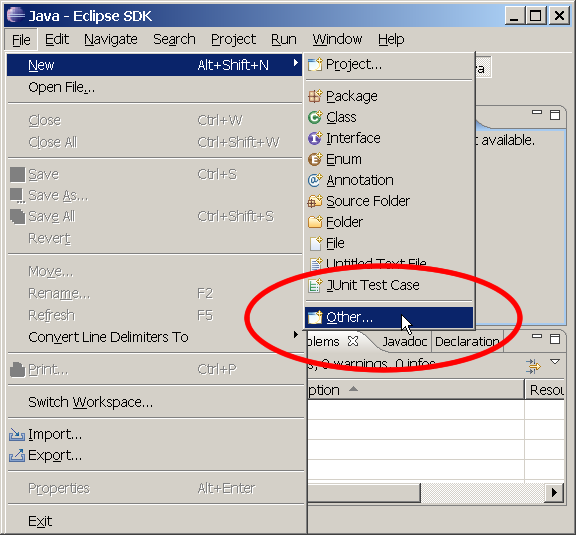 Java - Eclipse SDK
File Edit Navigate Search Project Run Window Help
New Alt+Shift+N
Open File...
Close Ctrl+W
Close All Ctrl+Shift+W
Save Ctrl+S
Save As...
Save All Ctrl+Shift+S
Revert
Move...
Rename... F2
Refresh F5
Convert Line Delimiters To
Print... Ctrl+P
Switch Workspace...
Import...
Export...
Properties Alt+Enter
Exit
Project...
Package
Class
Interface
Enum
Annotation
Source Folder
Folder
File
Untitled Text File
JUnit Test Case
Other...
va
t available.
blems Javadoc Declaration
s, 0 warnings, 0 infos
ption Resou